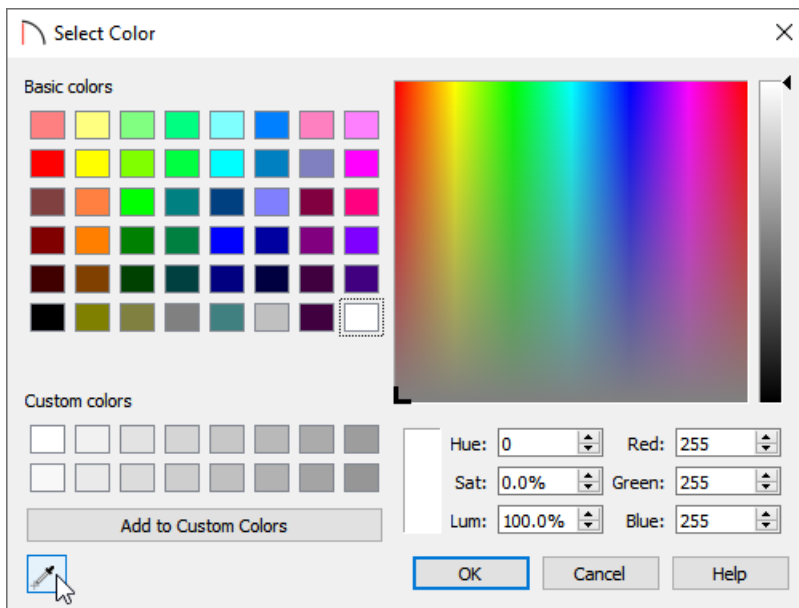 Select Color
Basic colors
Custom colors
Add to Custom Colors
Hue: 0 Red: 255
Sat: 0.0% Green: 255
Lum: 100.0% Blue: 255
OK Cancel Help